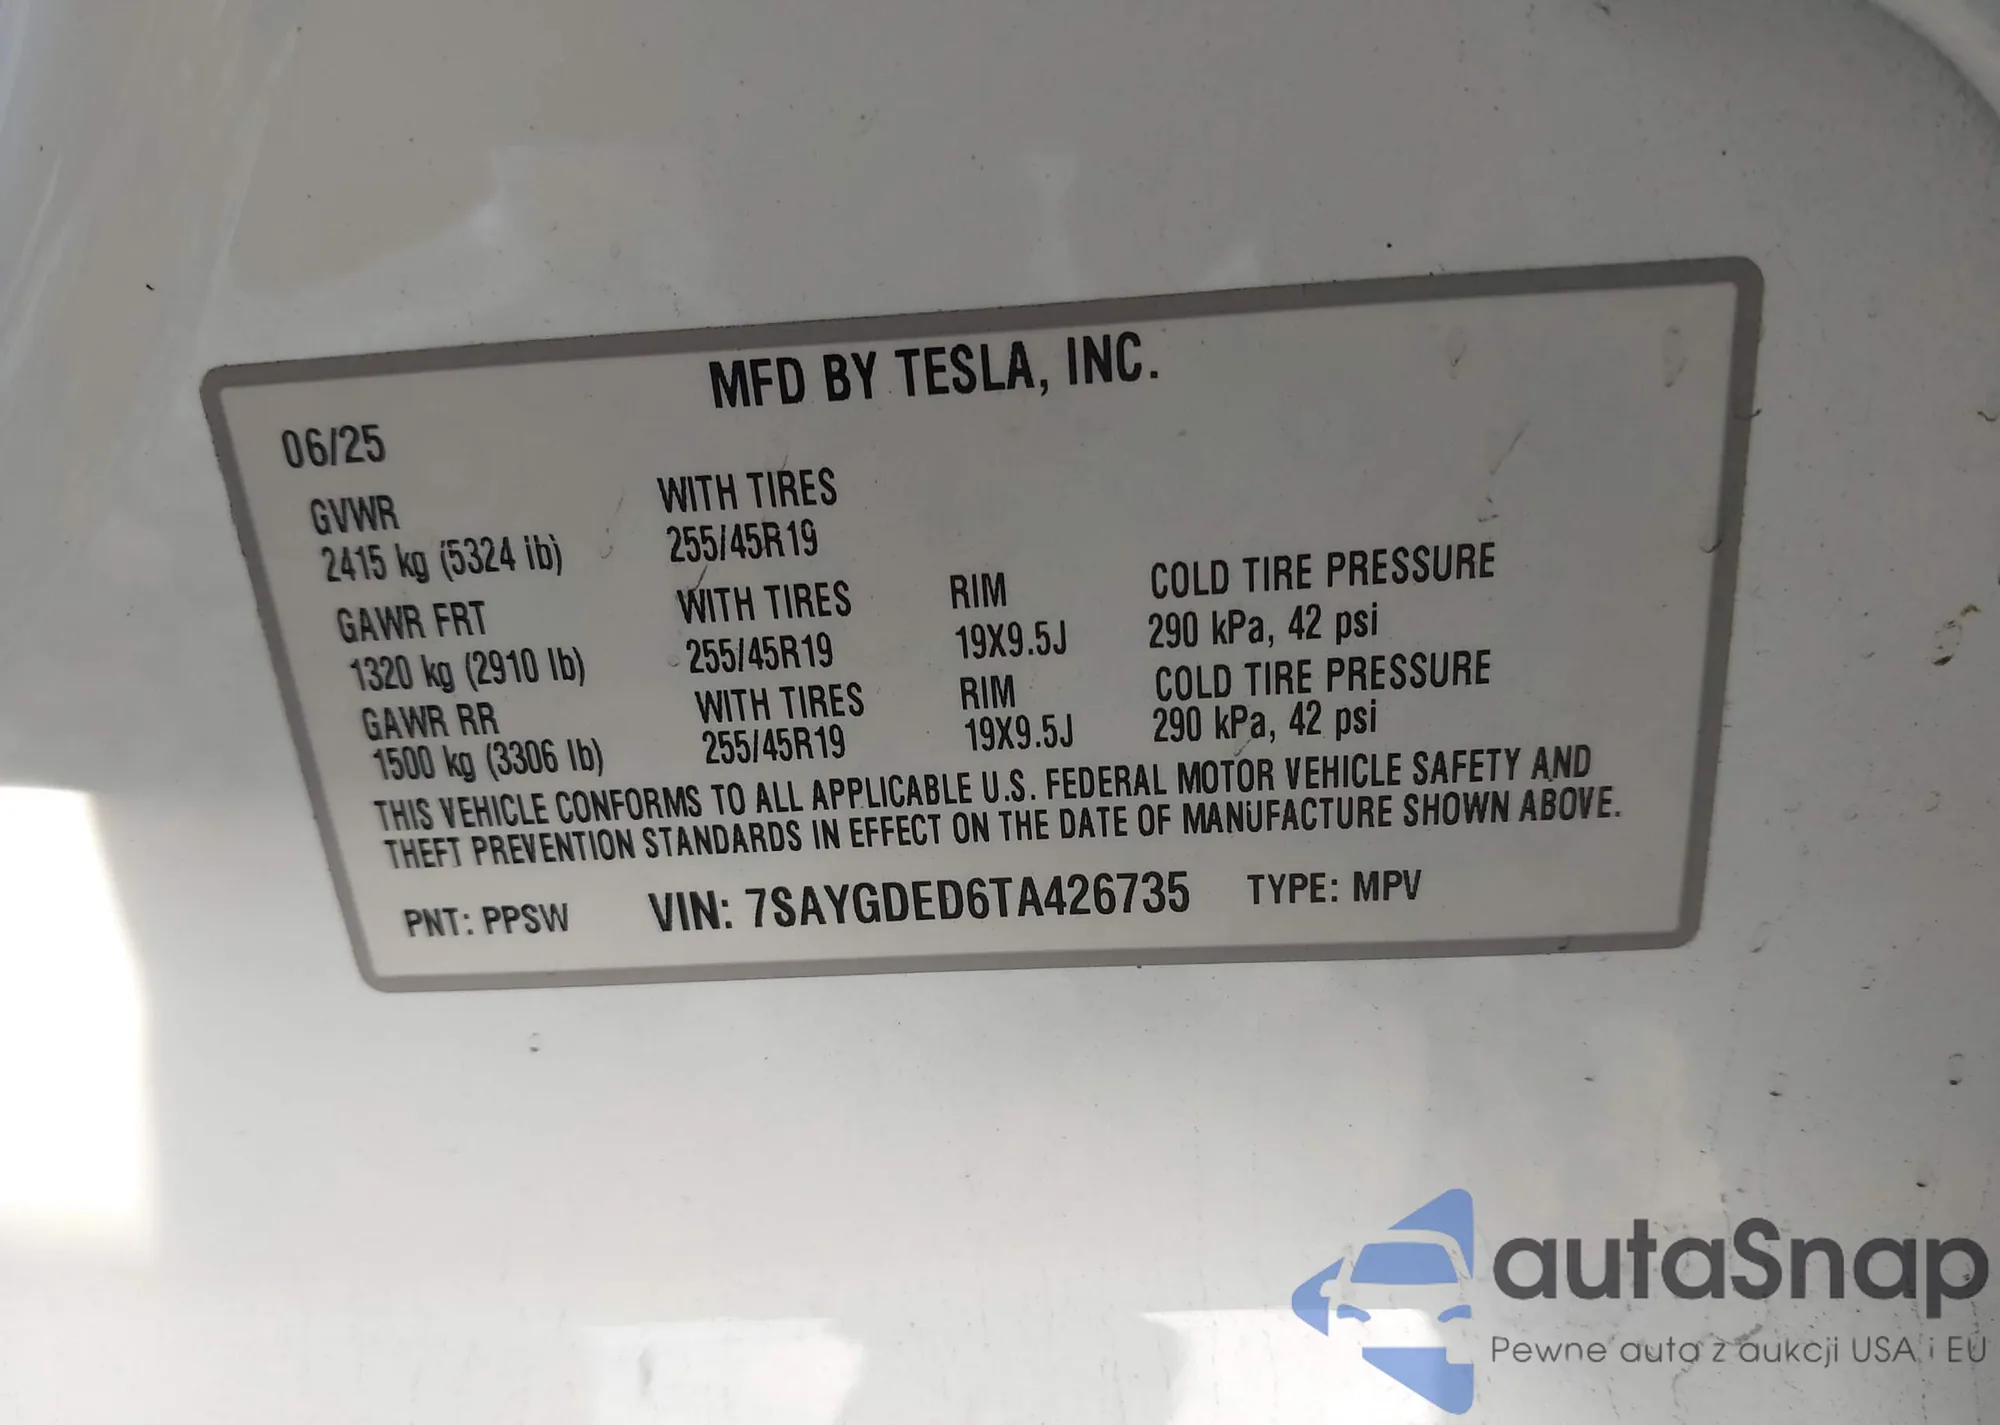 MFD BY TESLA, INC.
06/25
GVWR WITH TIRES
2415 kg (5324 lb) 255/45R19
GAWR FRT WITH TIRES RIM COLD TIRE PRESSURE
1320 kg (2910 lb) 255/45R19 19X9.5J 290 kPa, 42 psi
GAWR RR WITH TIRES RIM COLD TIRE PRESSURE
1500 kg (3306 lb) 255/45R19 19X9.5J 290 kPa, 42 psi
THIS VEHICLE CONFORMS TO ALL APPLICABLE U.S. FEDERAL MOTOR VEHICLE SAFETY AND
THEFT PREVENTION STANDARDS IN EFFECT ON THE DATE OF MANUFACTURE SHOWN ABOVE.
PNT: PPSW VIN: 7SAYGDED6TA426735 TYPE: MPV
autaSnap
Pewne auta z aukcji USA i EU